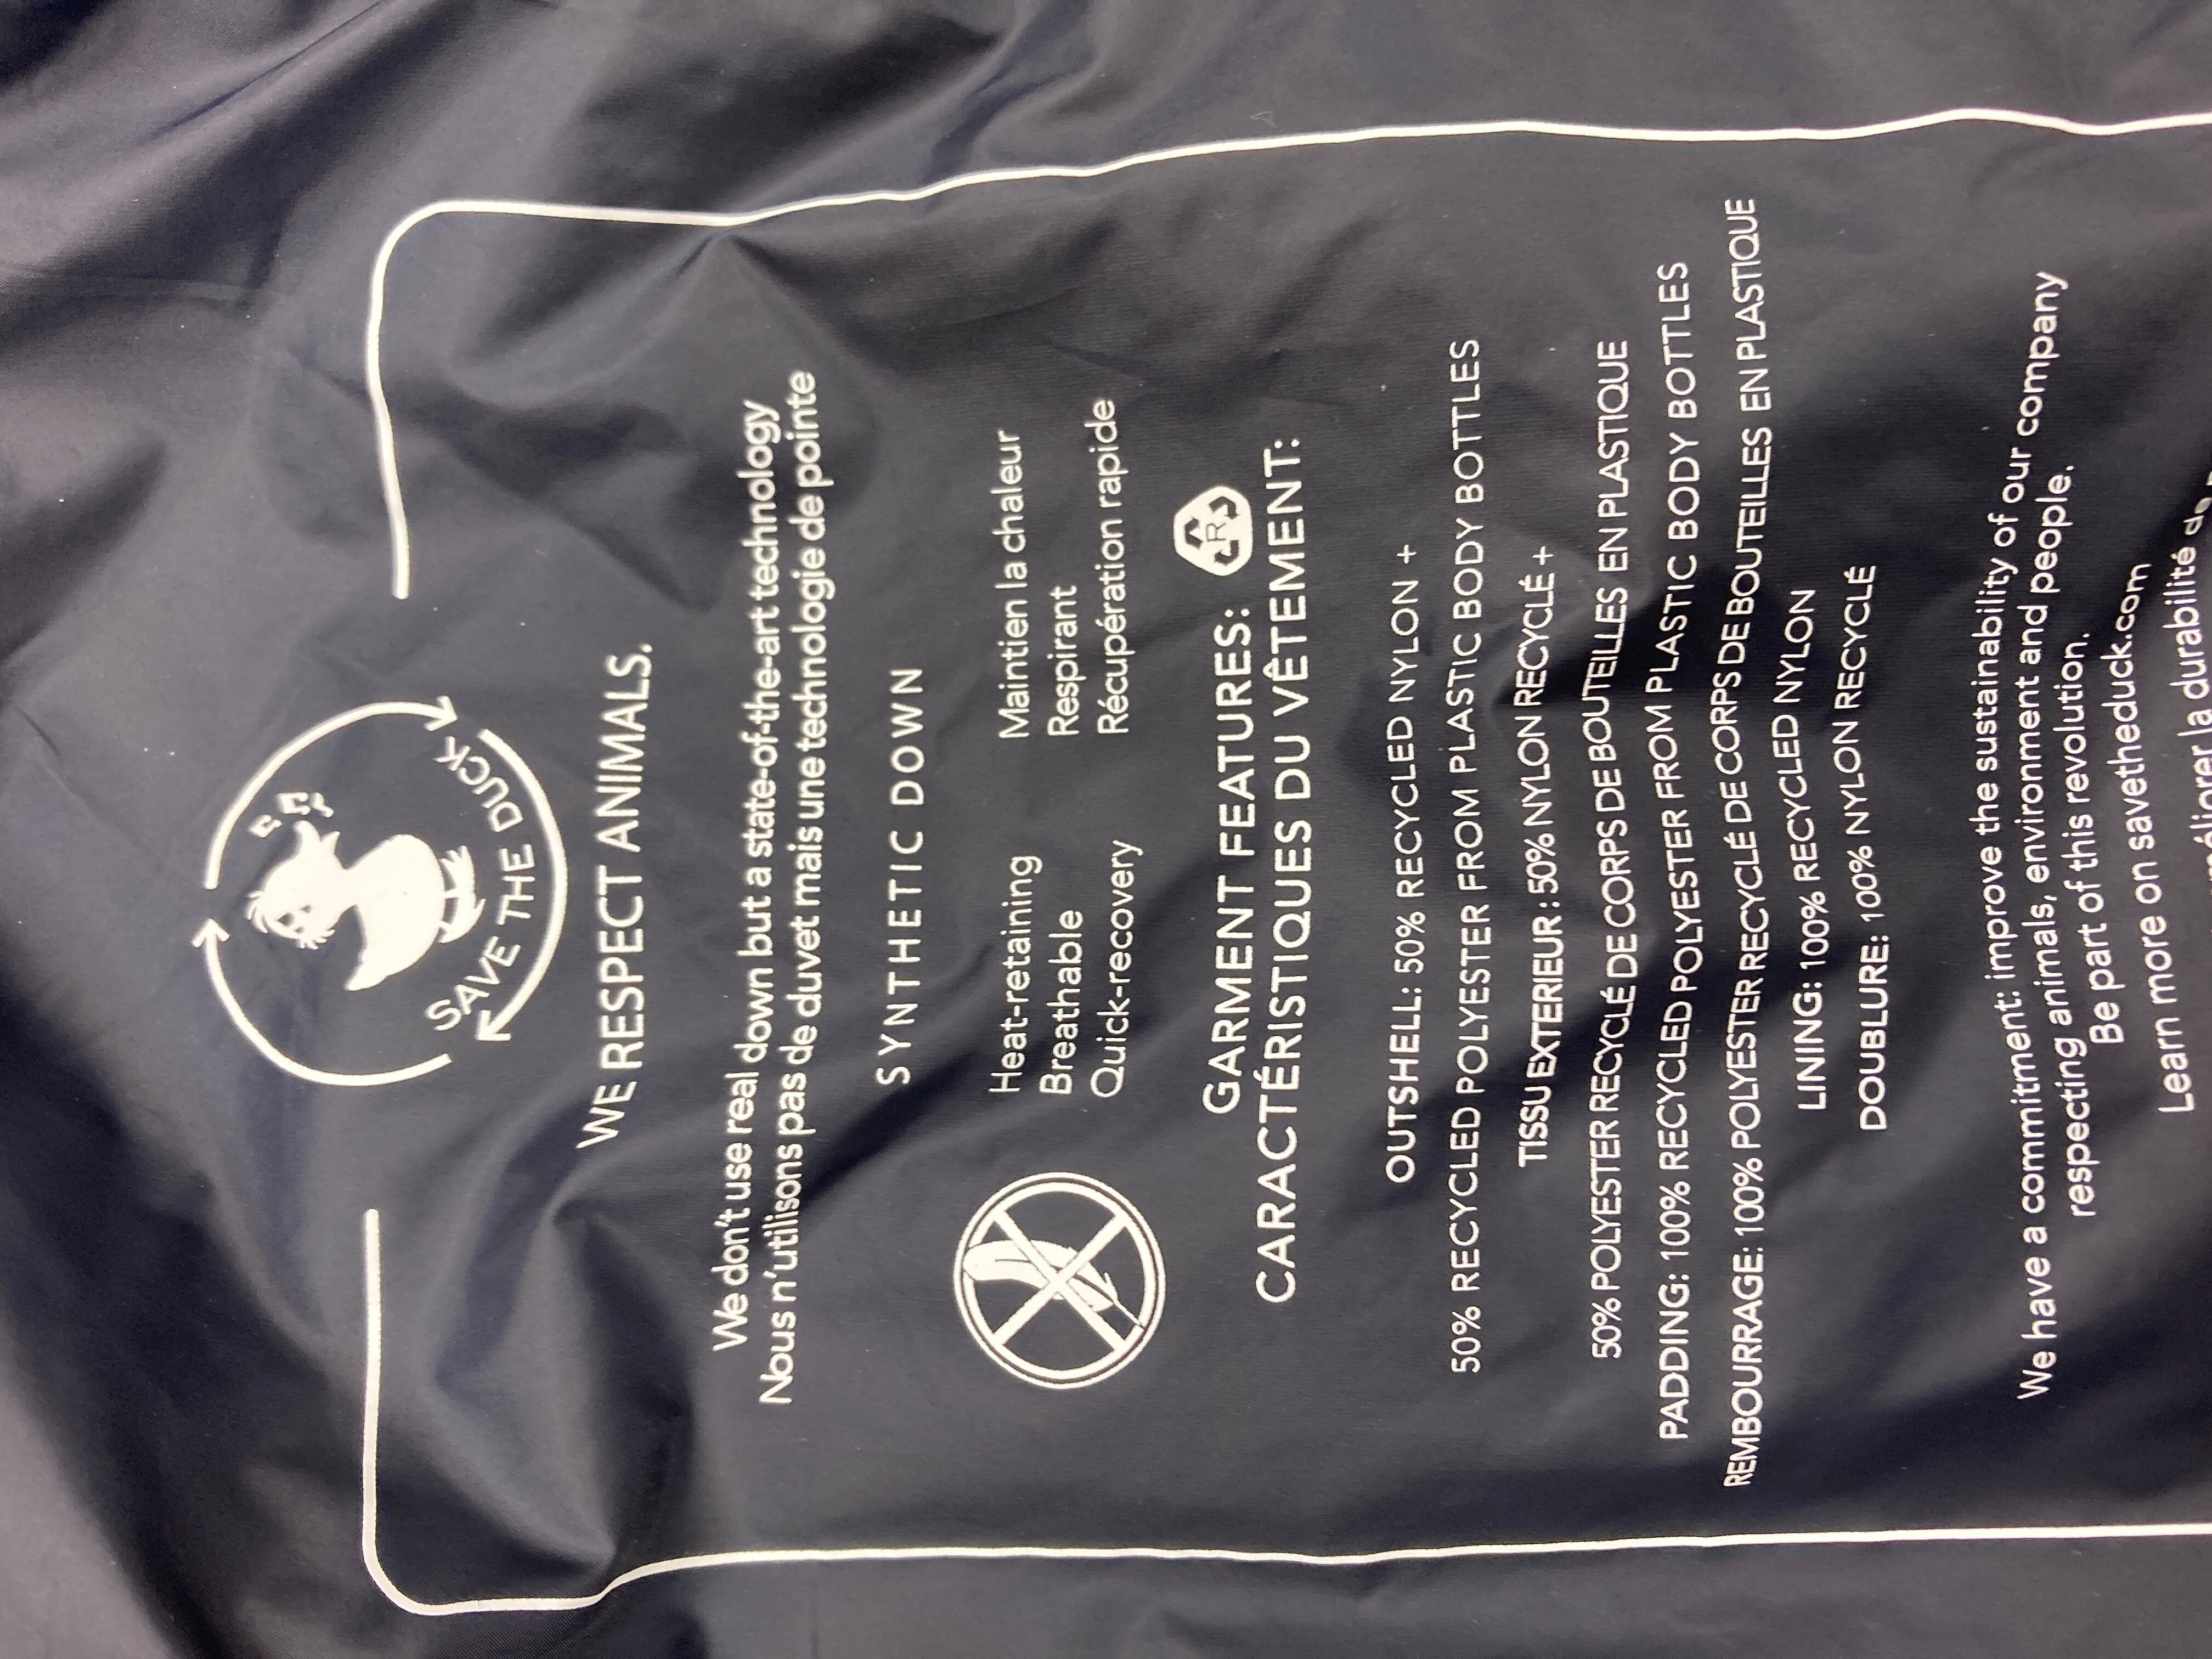 SAVE THE DUCK
WE RESPECT ANIMALS.
We don't use real down but a state-of-the-art technology
Nous n'utilisons pas de duvet mais une technologie de pointe
SYNTHETIC DOWN
Heat-retaining
Breathable
Quick-recovery
Maintien la chaleur
Respirant
Récupération rapide
GARMENT FEATURES:
R
CARACTÉRISTIQUES DU VÊTEMENT:
OUTSHELL: 50% RECYCLED NYLON +
50% RECYCLED POLYESTER FROM PLASTIC BODY BOTTLES
TISSU EXTERIEUR : 50% NYLON RECYCLÉ +
50% POLYESTER RECYCLÉ DE CORPS DE BOUTEILLES EN PLASTIQUE
PADDING: 100% RECYCLED POLYESTER FROM PLASTIC BODY BOTTLES
REMBOURRAGE: 100% POLYESTER RECYCLÉ DE CORPS DE BOUTEILLES EN PLASTIQUE
LINING: 100% RECYCLED NYLON
DOUBLURE: 100% NYLON RECYCLÉ
We have a commitment: improve the sustainability of our company
respecting animals, environment and people.
Be part of this revolution.
Learn more on savetheduck.com
la durabilité